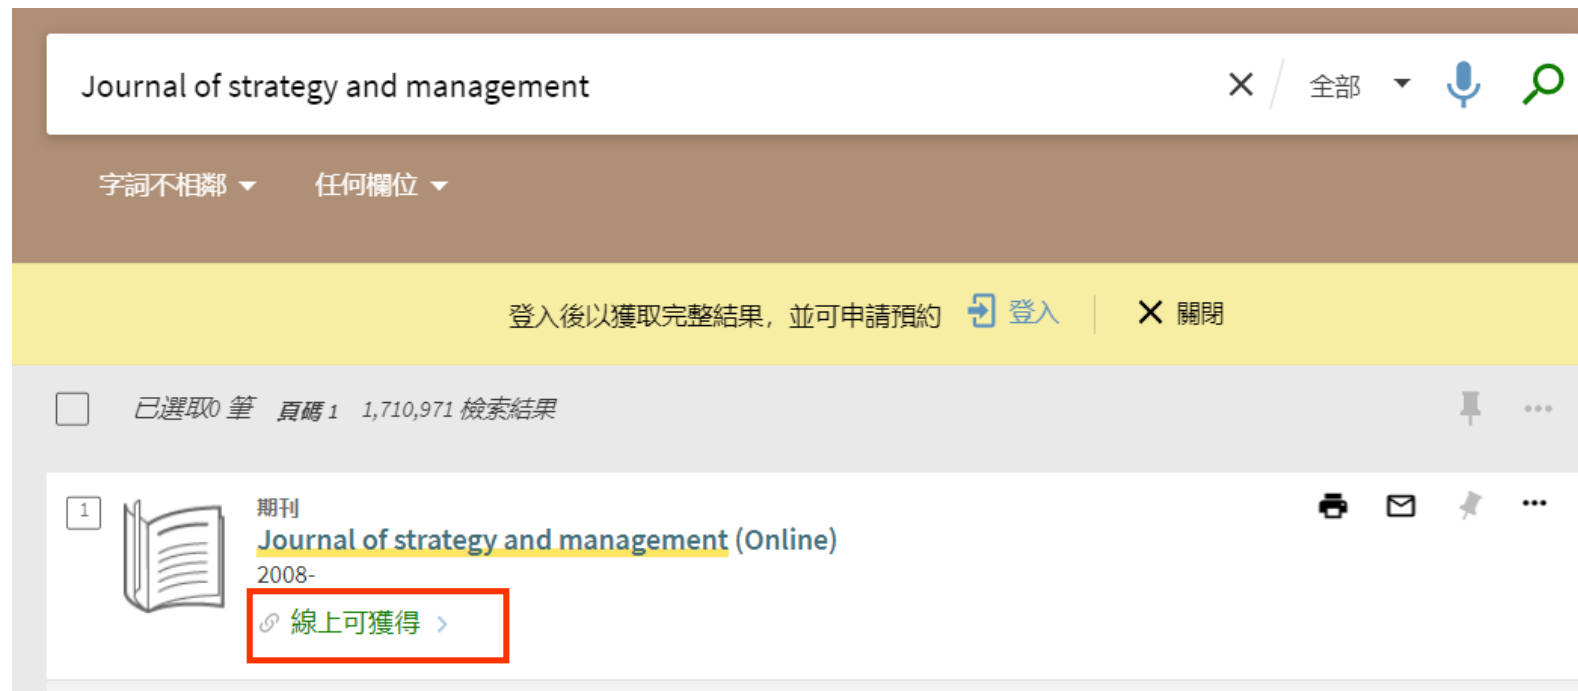 Journal of strategy and management
全部
字詞不相鄰 任何欄位
登入後以獲取完整結果，並可申請預約 登入 關閉
已選取0 筆 頁碼 1 1,710,971 檢索結果
1
期刊
Journal of strategy and management (Online)
2008-
線上可獲得